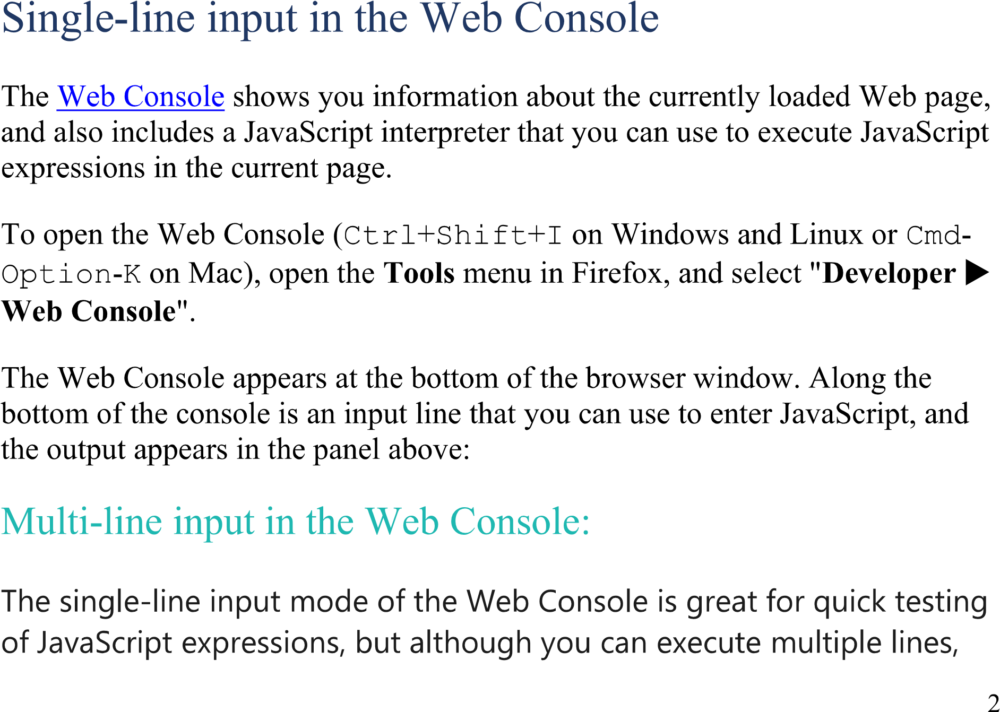 Single-line input in the Web Console
The Web Console shows you information about the currently loaded Web page,
and also includes a JavaScript interpreter that you can use to execute JavaScript
expressions in the current page.
To open the Web Console (Ctrl+Shift+I on Windows and Linux or Cmd-
Option-K on Mac), open the Tools menu in Firefox, and select "Developer ▶
Web Console".
The Web Console appears at the bottom of the browser window. Along the
bottom of the console is an input line that you can use to enter JavaScript, and
the output appears in the panel above:
Multi-line input in the Web Console:
The single-line input mode of the Web Console is great for quick testing
of JavaScript expressions, but although you can execute multiple lines,
2